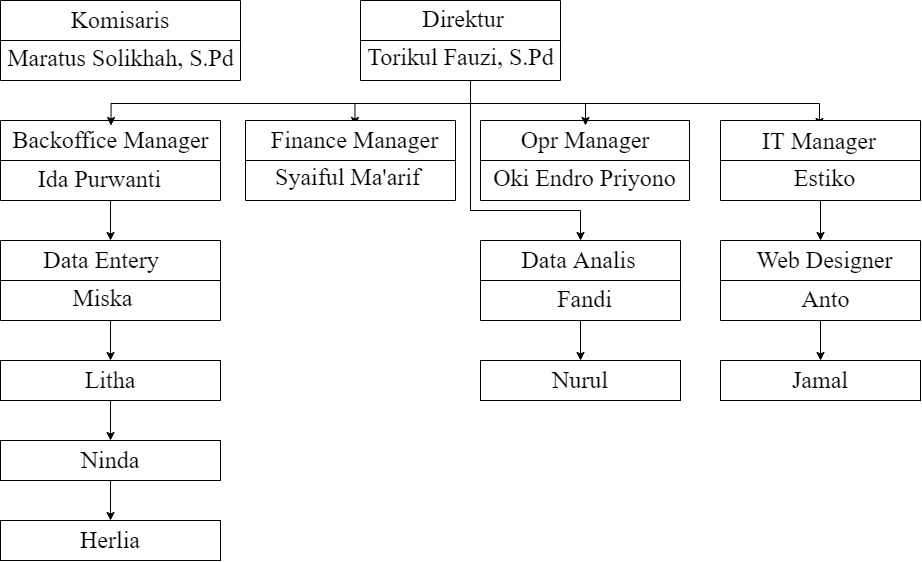 Komisaris
Maratus Solikhah, S.Pd
Direktur
Torikul Fauzi, S.Pd
Backoffice Manager
Ida Purwanti
Finance Manager
Syaiful Ma'arif
Opr Manager
Oki Endro Priyono
IT Manager
Estiko
Data Entery
Miska
Data Analis
Fandi
Web Designer
Anto
Litha
Nurul
Jamal
Ninda
Herlia